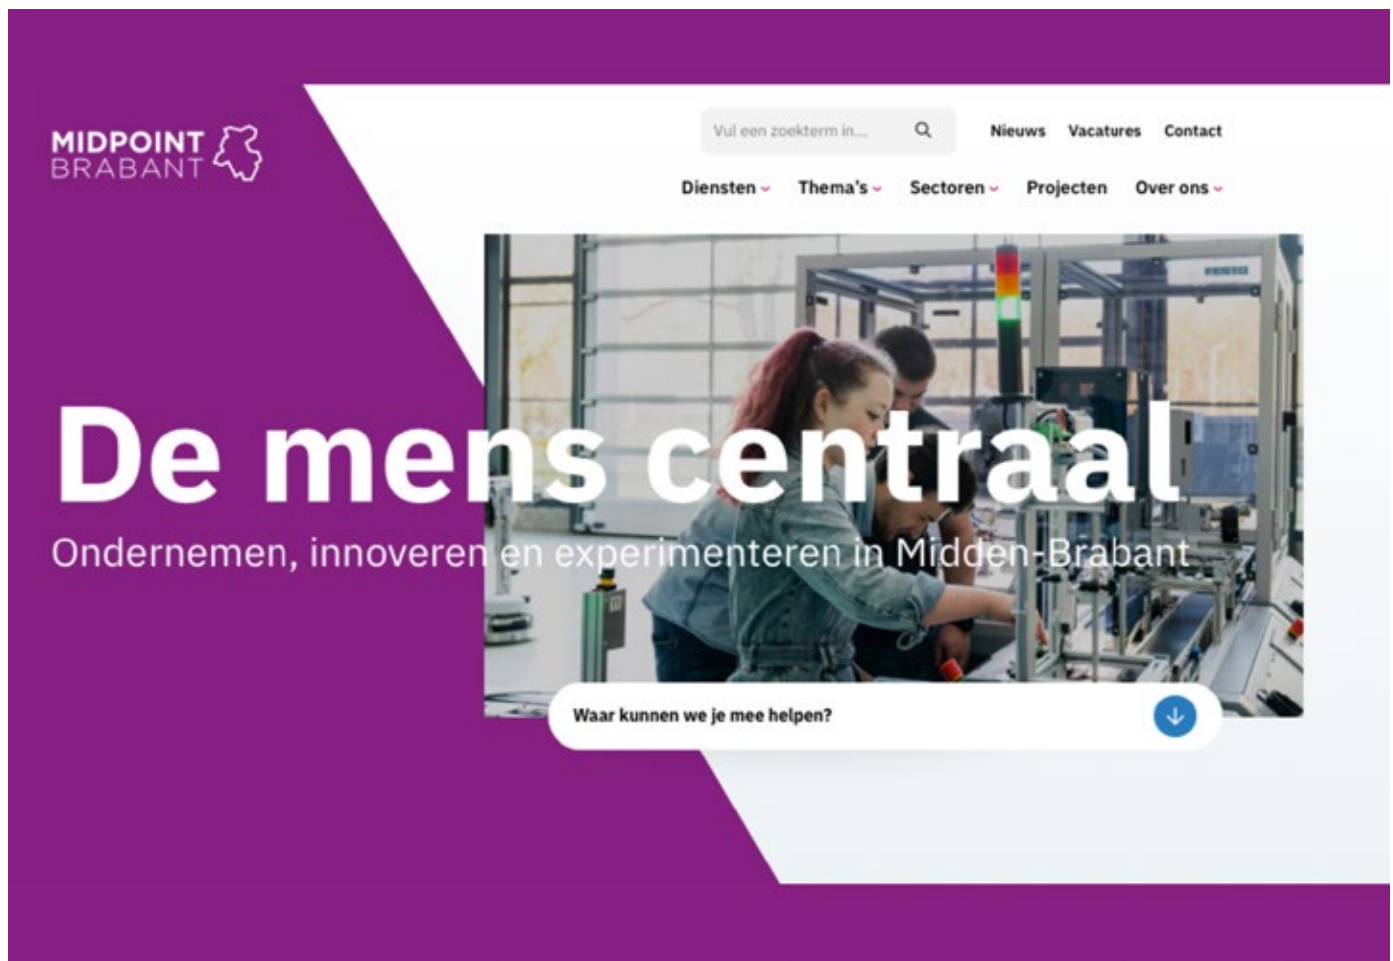 MIDPOINT
BRABANT
Vul een zoekterm in...
Nieuws Vacatures Contact
Diensten Thema's Sectoren Projecten Over ons
FESTO
De mens centraal
Ondernemen, innoveren en experimenteren in Midden-Brabant
Waar kunnen we je mee helpen?